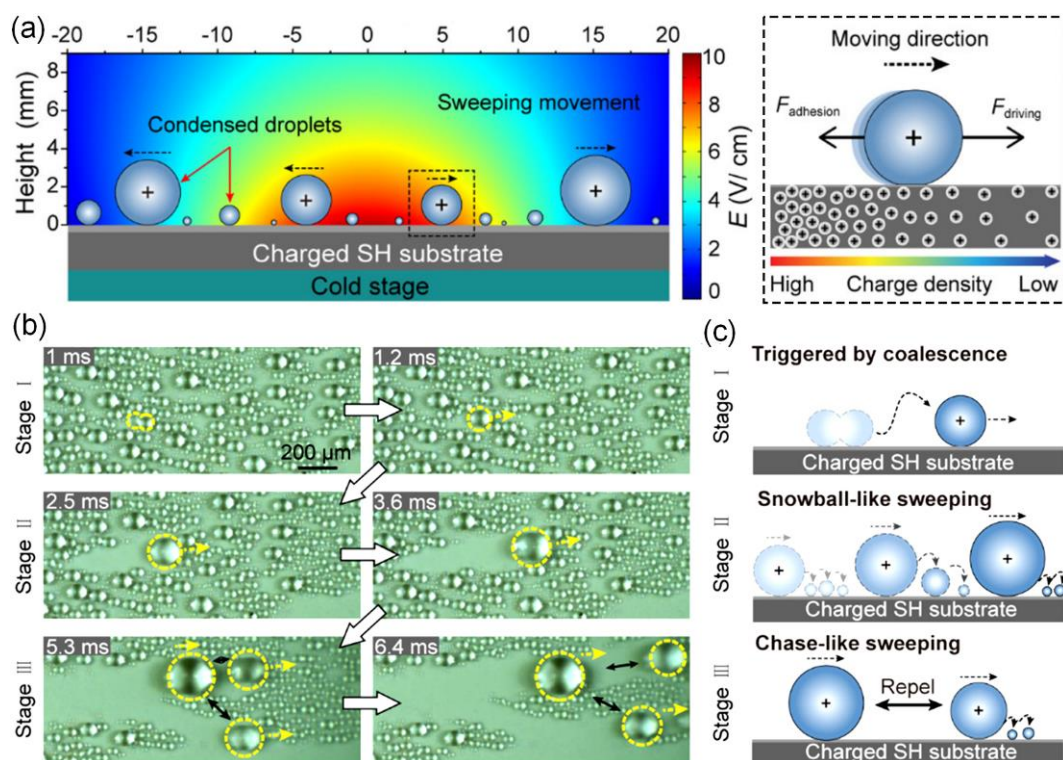 (a)
-20 -15 -10 -5 0 5 10 15 20
Height (mm)
8
6
4
2
0
Condensed droplets
Sweeping movement
+ + + +
Charged SH substrate
Cold stage
10
8
6
4
2
0
E (V/ cm)
Moving direction
F adhesion
F driving
+
High Charge density Low
(b)
Stage I
1 ms
1.2 ms
200 μm
Stage II
2.5 ms
3.6 ms
Stage III
5.3 ms
6.4 ms
(c)
Triggered by coalescence
Stage I
+
Charged SH substrate
Snowball-like sweeping
Stage II
+ + +
Charged SH substrate
Chase-like sweeping
Stage III
+ Repel +
Charged SH substrate